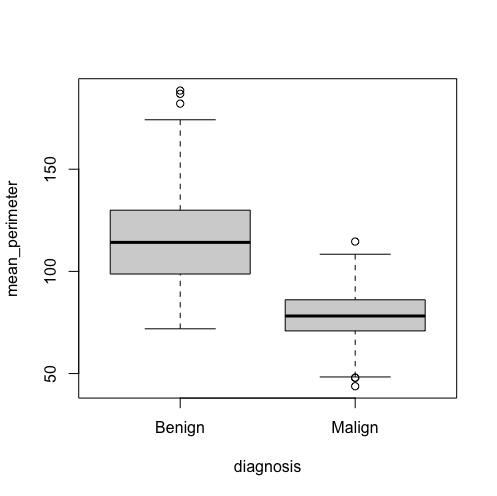 mean_perimeter
150
100
50
Benign
Malign
diagnosis